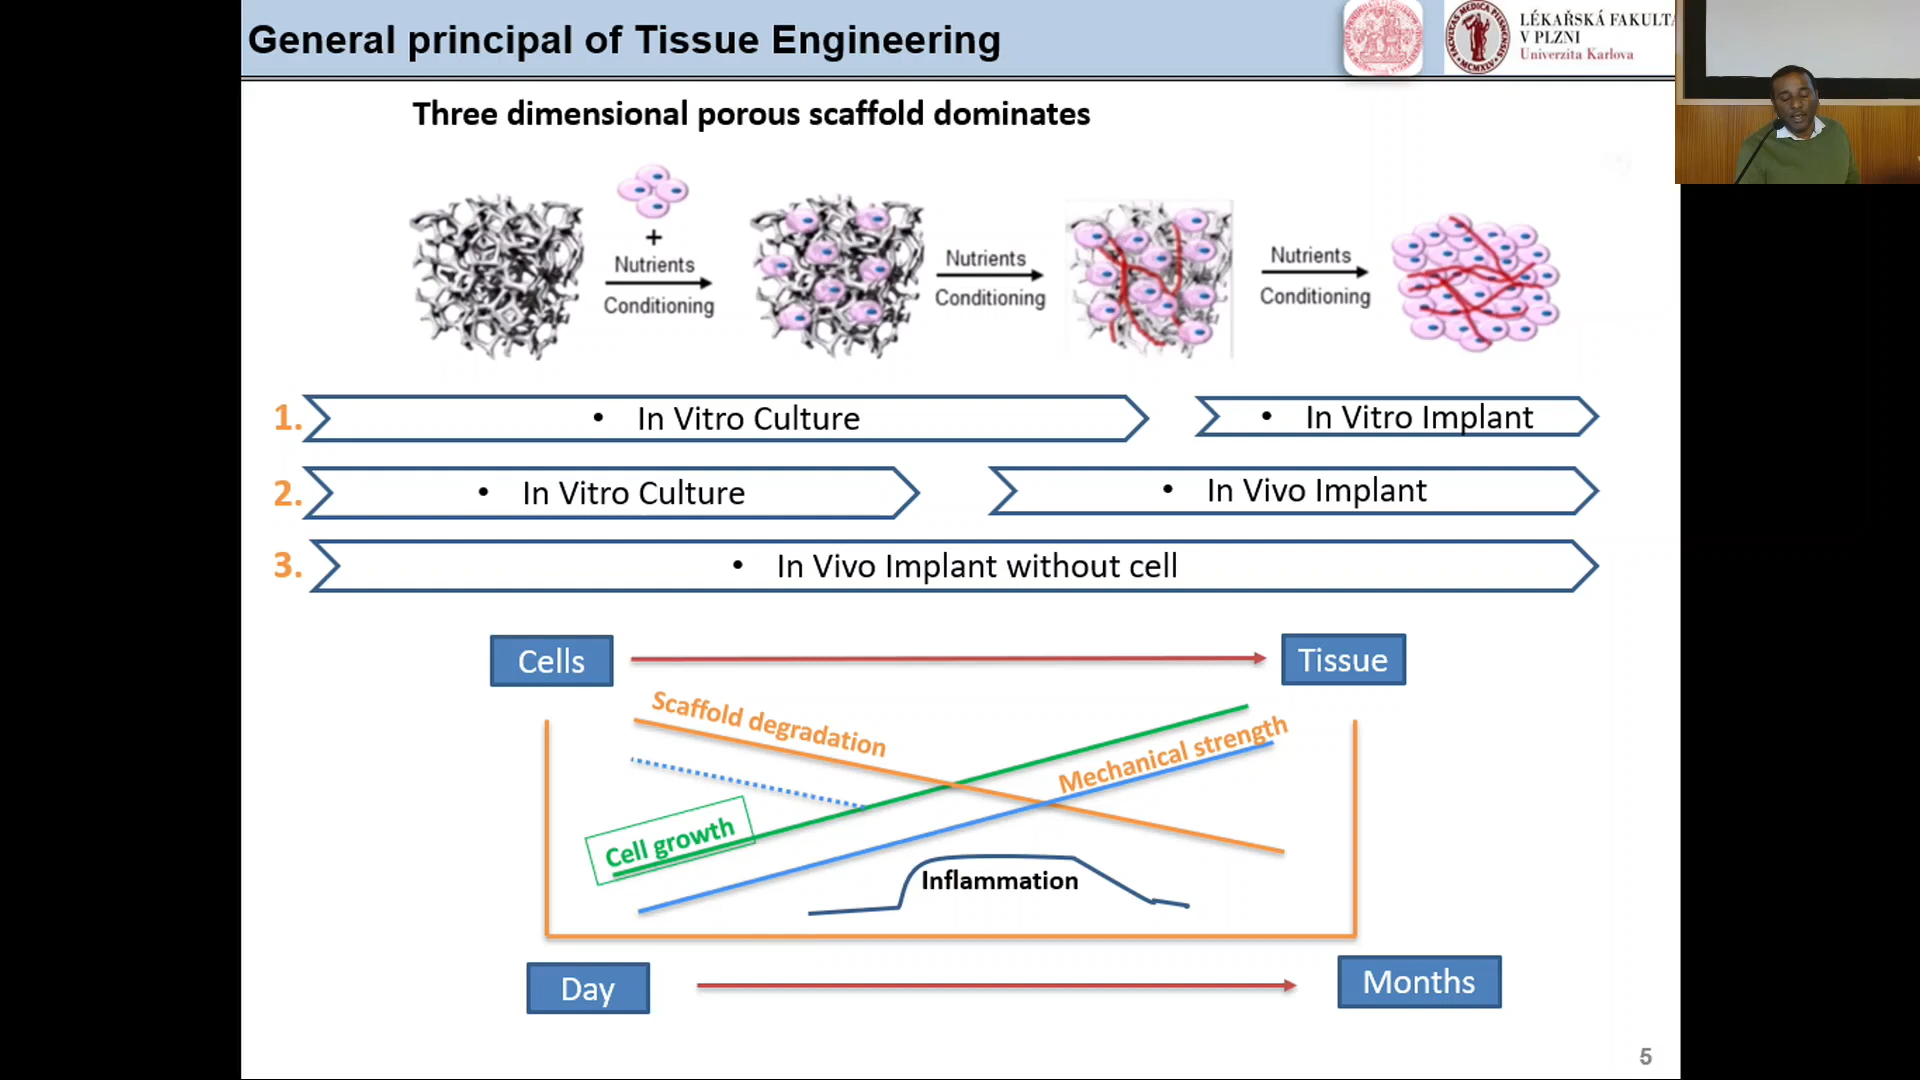 General principal of Tissue Engineering
LÉKAŘSKÁ FAKULTA
V PLZNI
Univerzita Karlova
Three dimensional porous scaffold dominates
+
Nutrients
Conditioning
Nutrients
Conditioning
Nutrients
Conditioning
1.
• In Vitro Culture
• In Vitro Implant
2.
• In Vitro Culture
• In Vivo Implant
3.
• In Vivo Implant without cell
Cells
Tissue
Scaffold degradation
Mechanical strength
Cell growth
Inflammation
Day
Months
5